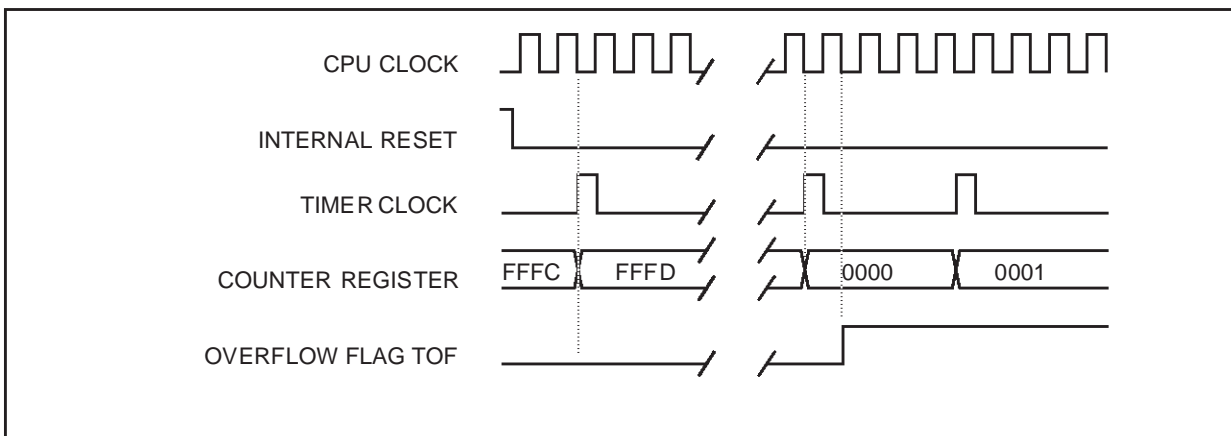 CPU CLOCK
INTERNAL RESET
TIMER CLOCK
COUNTER REGISTER
FFFC
FFFD
0000
0001
OVERFLOW FLAG TOF